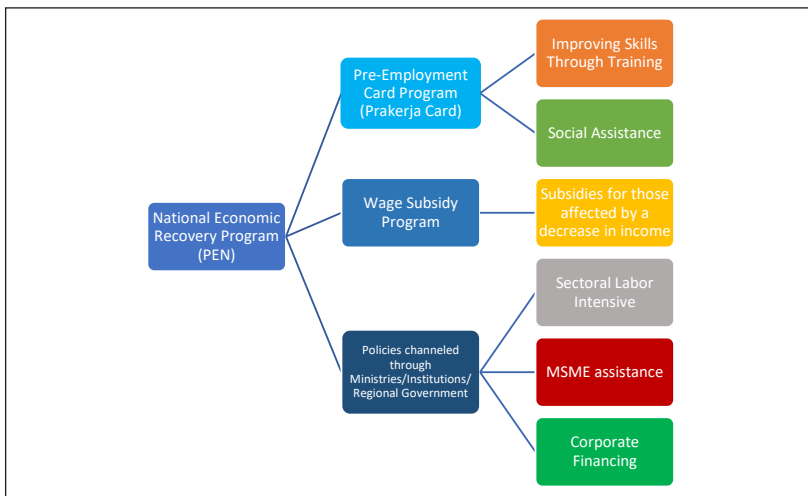 National Economic
Recovery Program
(PEN)
Pre-Employment
Card Program
(Prakerja Card)
Improving Skills
Through Training
Social Assistance
Wage Subsidy
Program
Subsidies for those
affected by a
decrease in income
Policies channeled
through
Ministries/Institutions/
Regional Government
Sectoral Labor
Intensive
MSME assistance
Corporate
Financing